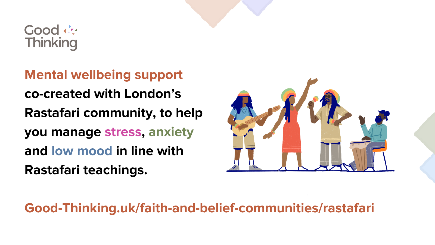 Good
Thinking
Mental wellbeing support
co-created with London's
Rastafari community, to help
you manage stress, anxiety
and low mood in line with
Rastafari teachings.
Good-Thinking.uk/faith-and-belief-communities/rastafari